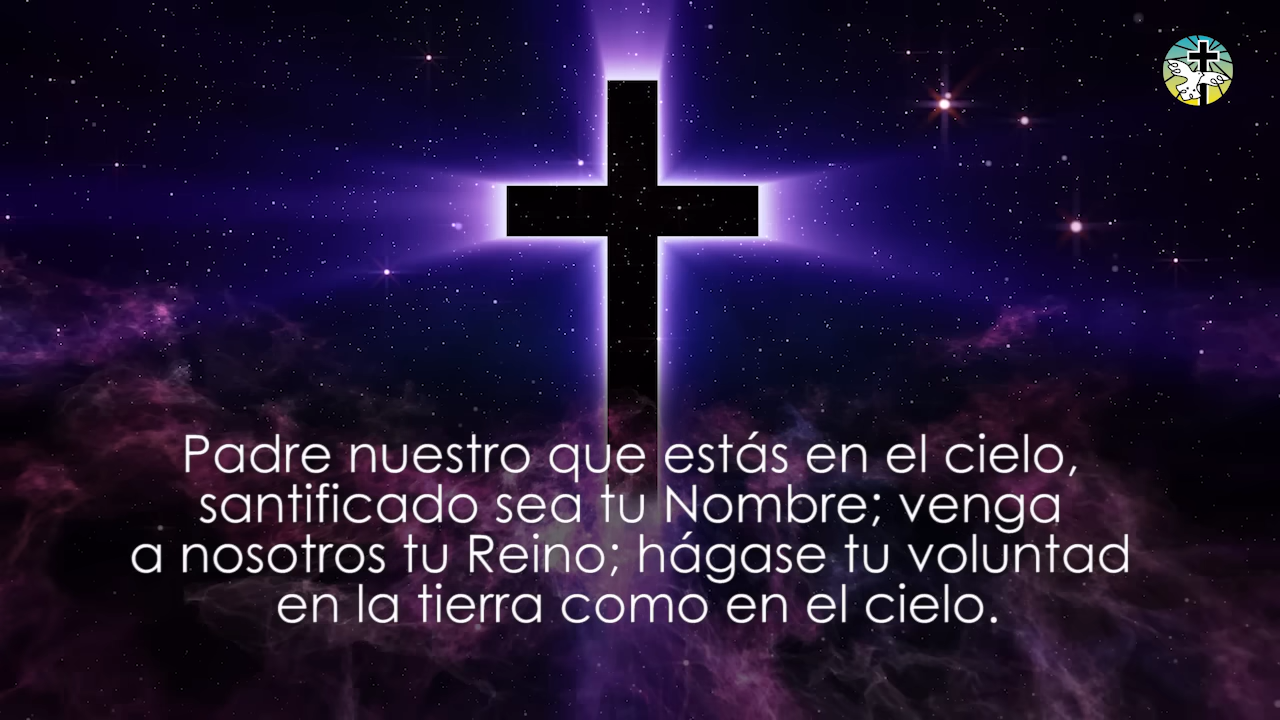 Padre nuestro que estás en el cielo,
santificado sea tu Nombre; venga
a nosotros tu Reino; hágase tu voluntad
en la tierra como en el cielo.